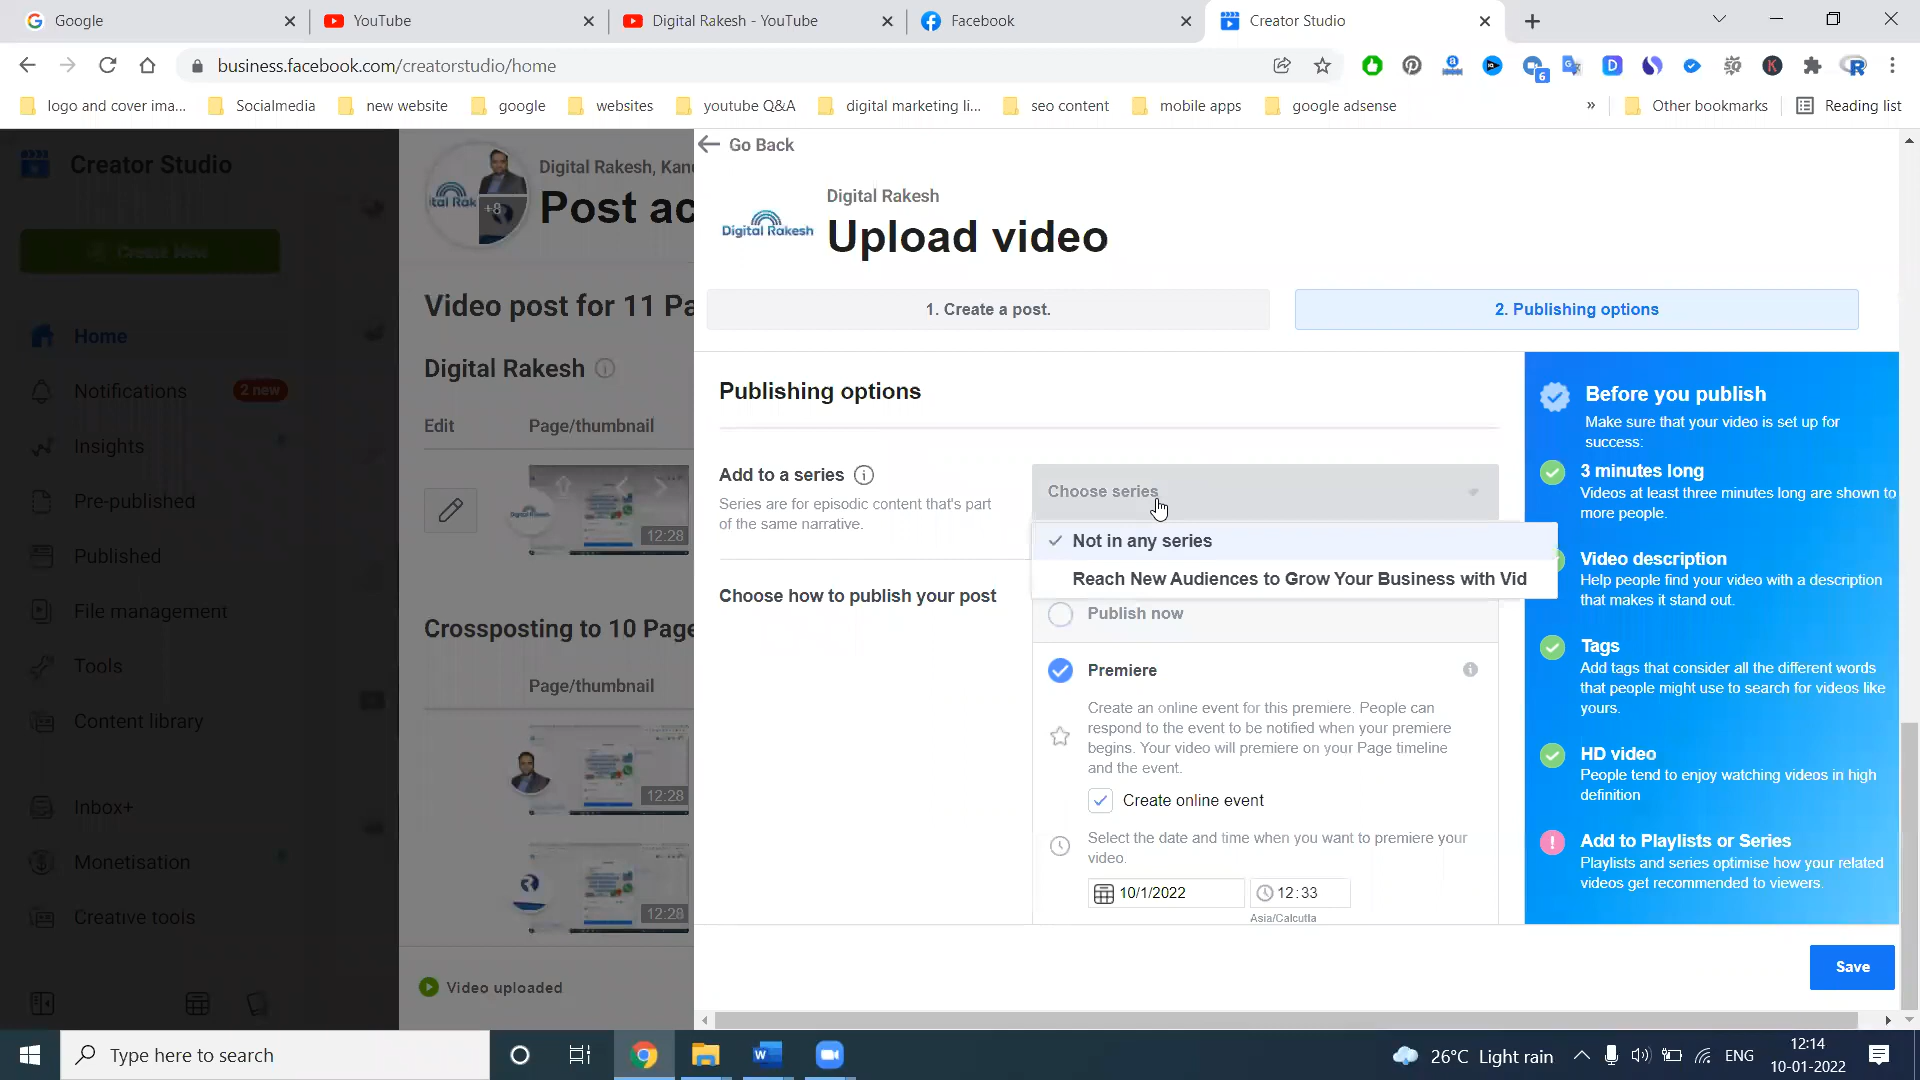 Google
YouTube
Digital Rakesh - YouTube
Facebook
Creator Studio
business.facebook.com/creatorstudio/home
6
logo and cover ima...
Socialmedia
new website
google
websites
youtube Q&A
digital marketing li...
seo content
mobile apps
google adsense
»
Other bookmarks
Reading list
Creator Studio
Create New
Home
Notifications
2 new
Insights
Pre-published
Published
File management
Tools
Content library
Inbox+
Monetisation
Creative tools
+8
Digital Rakesh, Kan
Post ac
Video post for 11 Pa
Digital Rakesh
Edit
Page/thumbnail
12:28
Crossposting to 10 Page
Page/thumbnail
12:28
12:28
Video uploaded
Go Back
Digital Rakesh
Digital Rakesh
Upload video
1. Create a post.
2. Publishing options
Publishing options
Add to a series
Series are for episodic content that's part
of the same narrative.
Choose series
Not in any series
Reach New Audiences to Grow Your Business with Vid
Choose how to publish your post
Publish now
Premiere
Create an online event for this premiere. People can
respond to the event to be notified when your premiere
begins. Your video will premiere on your Page timeline
and the event.
Create online event
Select the date and time when you want to premiere your
video.
10/1/2022
12:33
Asia/Calcutta
Before you publish
Make sure that your video is set up for
success:
3 minutes long
Videos at least three minutes long are shown to
more people.
Video description
Help people find your video with a description
that makes it stand out.
Tags
Add tags that consider all the different words
that people might use to search for videos like
yours.
HD video
People tend to enjoy watching videos in high
definition
Add to Playlists or Series
Playlists and series optimise how your related
videos get recommended to viewers.
Save
Type here to search
26°C Light rain
ENG
12:14
10-01-2022